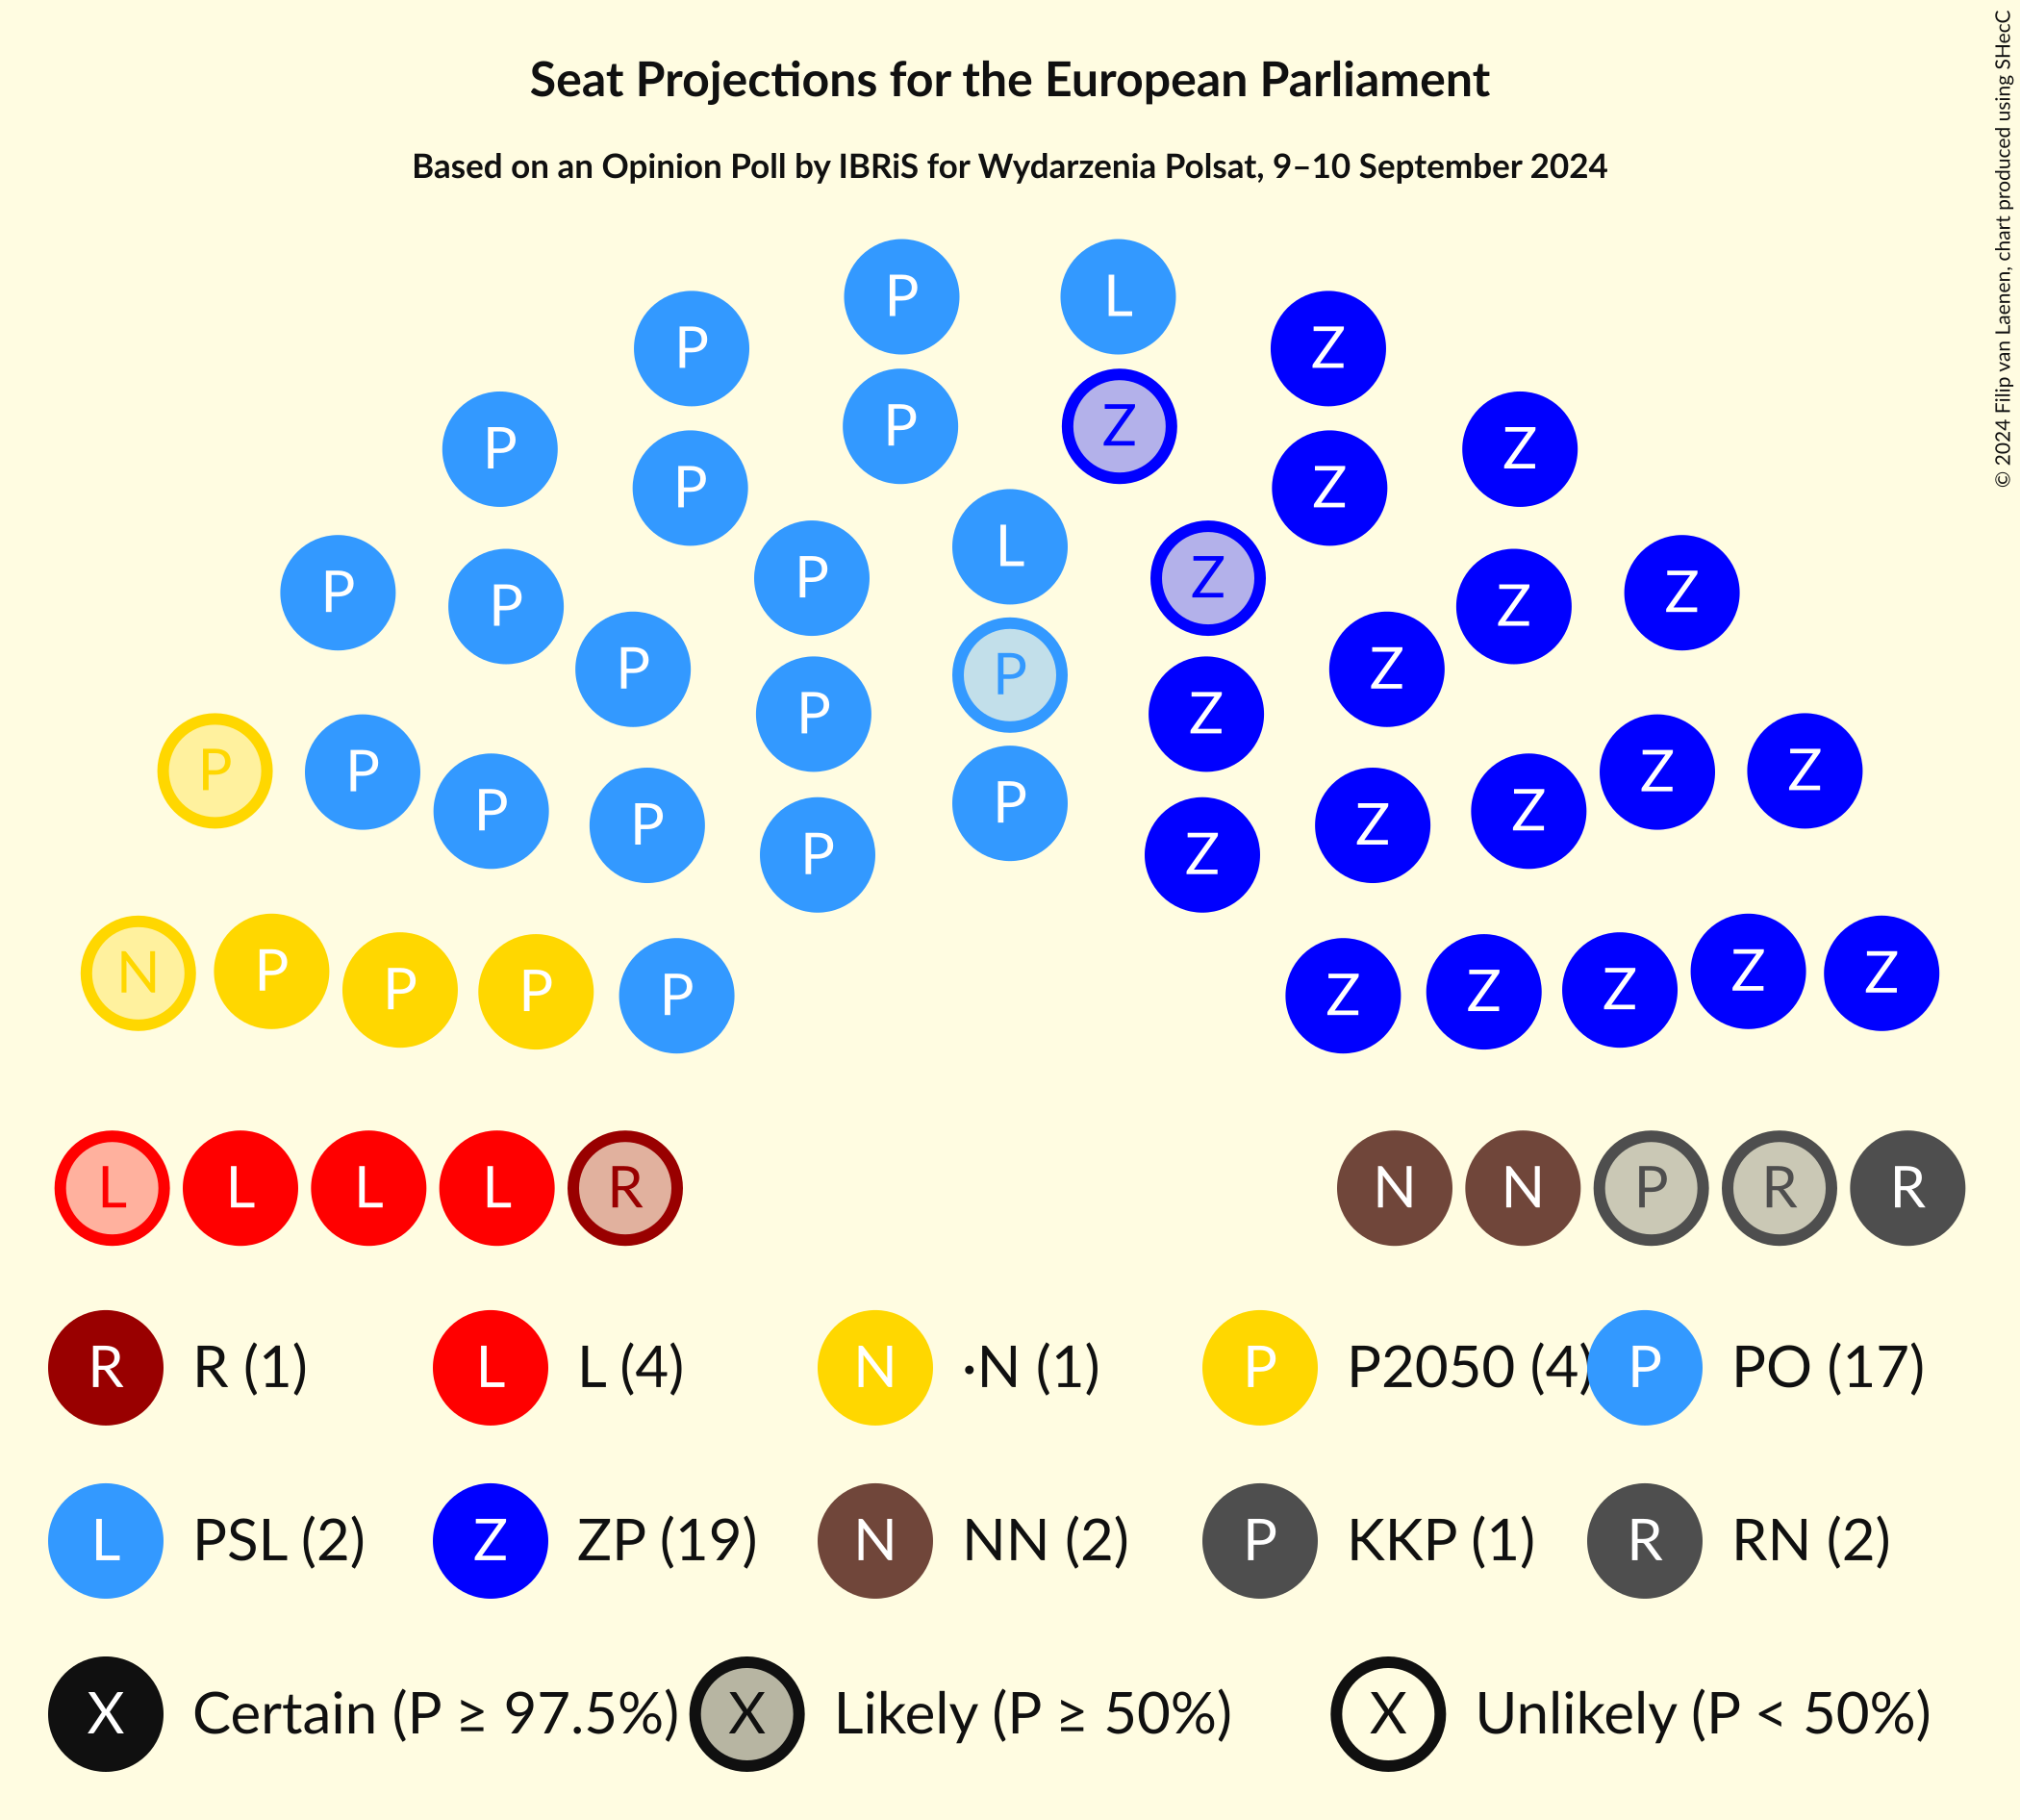 Seat Projections for the European Parliament
Based on an Opinion Poll by IBRiS for Wydarzenia Polsat, 9–10 September 2024
© 2024 Filip van Laenen, chart produced using SHecC
P L
P Z
P Z
P P Z Z
L
P Z
P P Z Z
P Z
P
P Z
P P Z Z
P
P Z
P Z
P Z
N P P P P Z Z Z Z Z
L L L L R N N P R R
R R (1) L L (4) N ·N (1) P P2050 (4) P PO (17)
L PSL (2) Z ZP (19) N NN (2) P KKP (1) R RN (2)
X Certain (P ≥ 97.5%) X Likely (P ≥ 50%) X Unlikely (P < 50%)